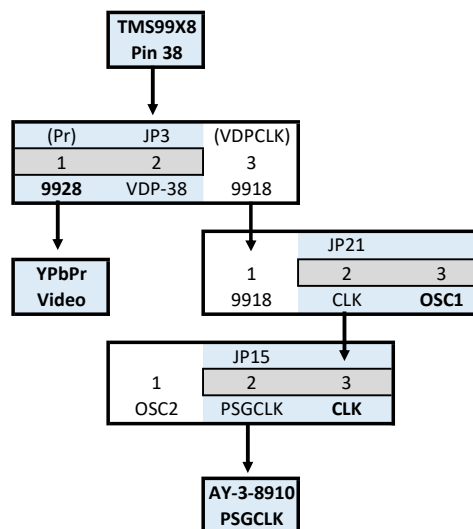 TMS99X8
Pin 38
(Pr) JP3 (VDPCLK)
1 2 3
9928 VDP-38 9918
JP21
YPbPr
Video
1 2 3
9918 CLK OSC1
JP15
1 2 3
OSC2 PSGCLK CLK
AY-3-8910
PSGCLK